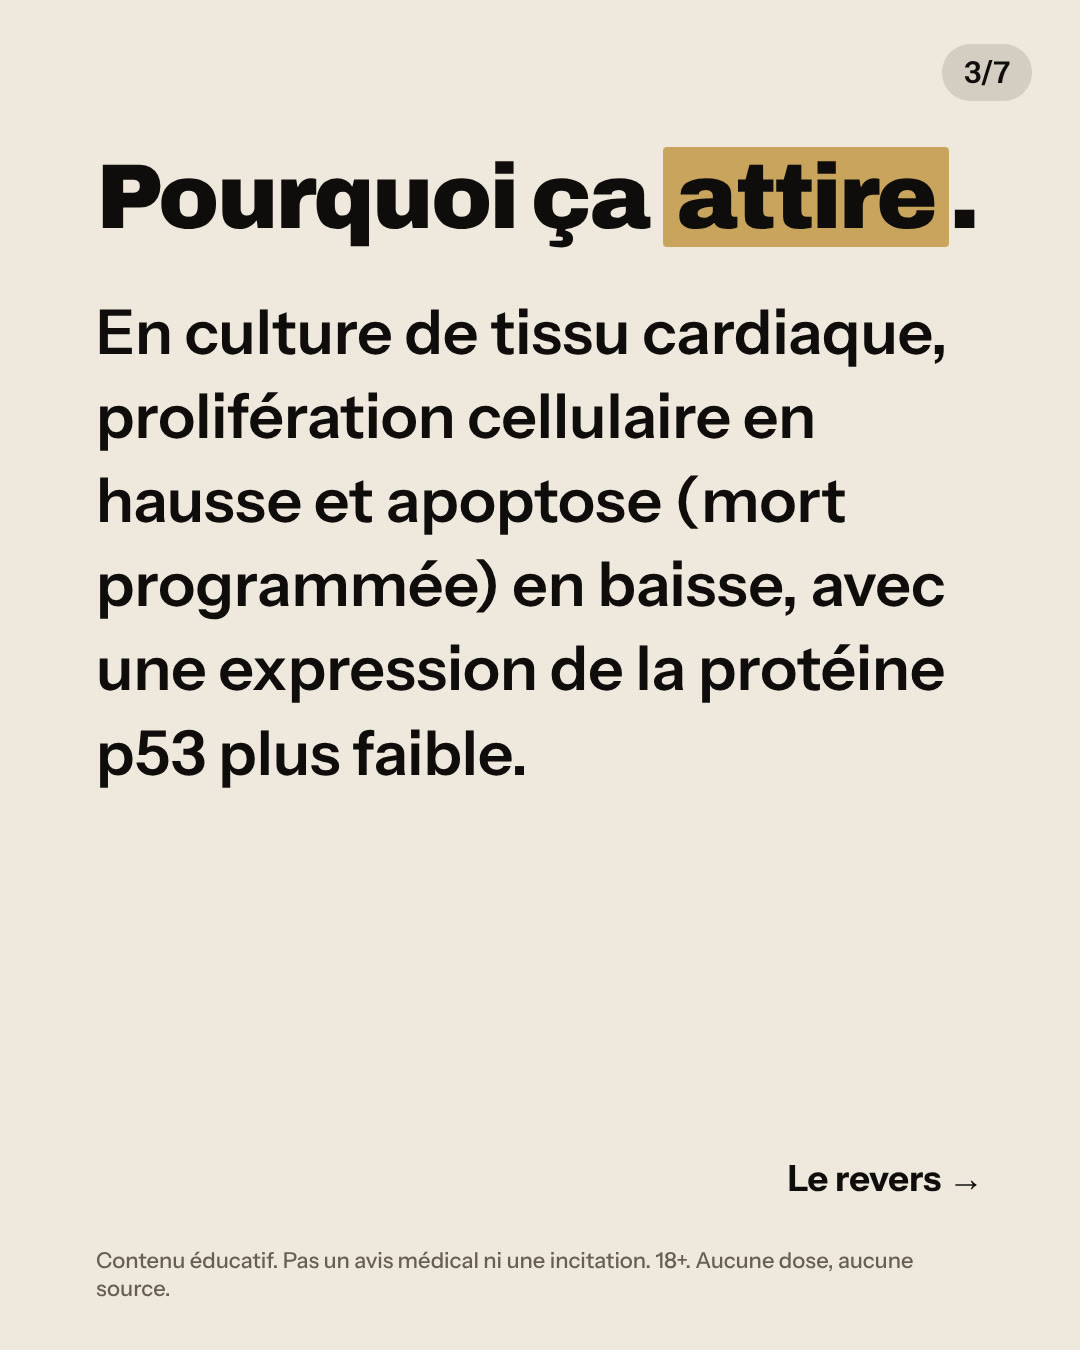 3/7
Pourquoi ça attire.
En culture de tissu cardiaque,
prolifération cellulaire en
hausse et apoptose (mort
programmée) en baisse, avec
une expression de la protéine
p53 plus faible.
Le revers →
Contenu éducatif. Pas un avis médical ni une incitation. 18+. Aucune dose, aucune
source.